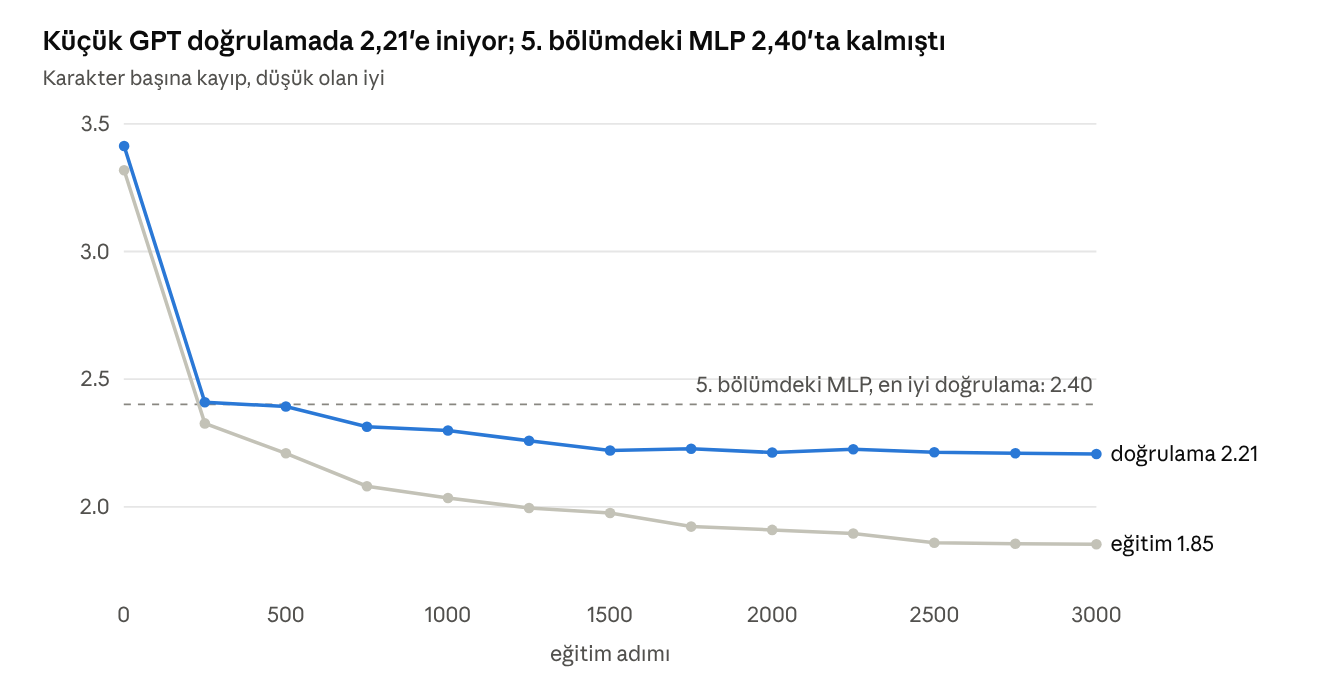 Küçük GPT doğrulamada 2,21'e iniyor; 5. bölümdeki MLP 2,40'ta kalmıştı
Karakter başına kayıp, düşük olan iyi
3.5
3.0
2.5
5. bölümdeki MLP, en iyi doğrulama: 2.40
doğrulama 2.21
2.0
eğitim 1.85
0 500 1000 1500 2000 2500 3000
eğitim adımı